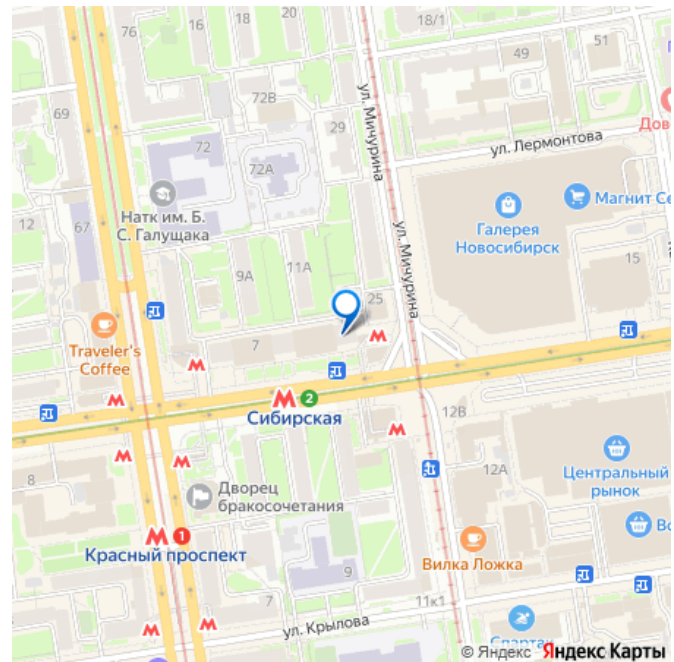 76
16
18
20
18/1
49
51
69
72В
29
ул. Мичурина
72
72А
ул. Лермонтова
Дов
Натк им. Б.
С. Галущака
67
Галерея
Новосибирск
Магнит Се
ул. Мичурина
9А
11А
25
15
Traveler's
Coffee
7
М
М
М
М 2
Сибирская
М
12В
М
М
8
12А
Дворец
бракосочетания
Центральный
рынок
М 1
Красный проспект
Вилка Ложка
9
7
11к1
М
М
ул. Крылова
Спартак
© Яндекс Яндекс Карты